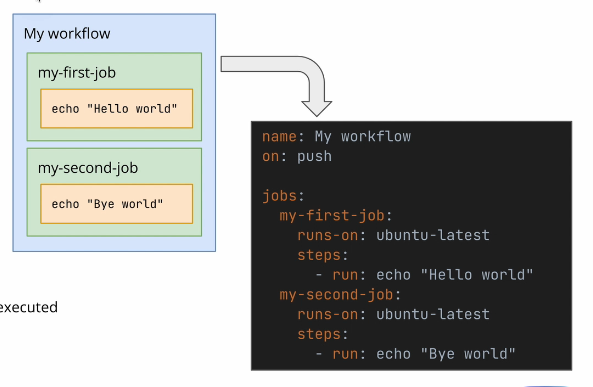 My workflow
my-first-job
echo "Hello world"
my-second-job
echo "Bye world"
executed
name: My workflow
on: push
jobs:
my-first-job:
runs-on: ubuntu-latest
steps:
- run: echo "Hello world"
my-second-job:
runs-on: ubuntu-latest
steps:
- run: echo "Bye world"